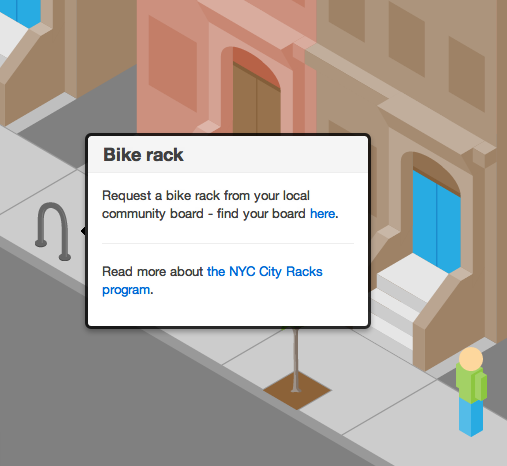 Bike rack
Request a bike rack from your local
community board - find your board here.
Read more about the NYC City Racks
program.